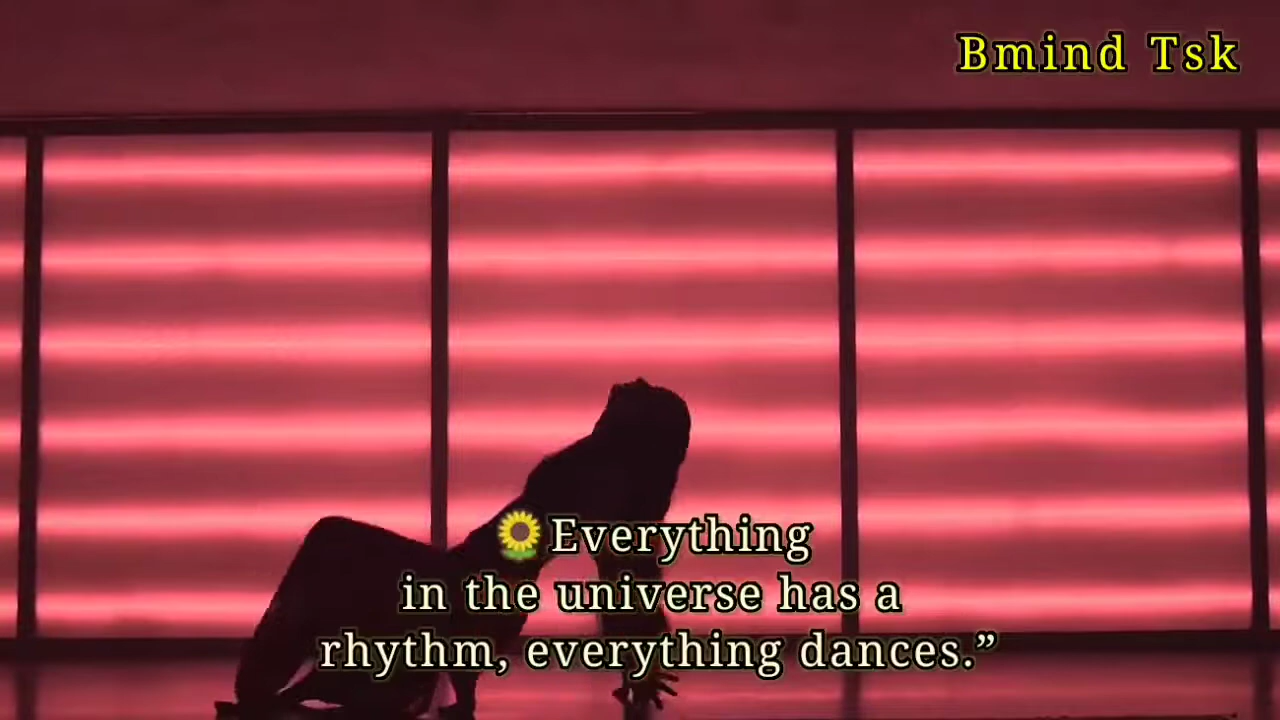 Bmind Tsk
🌻Everything
in the universe has a
rhythm, everything dances.”